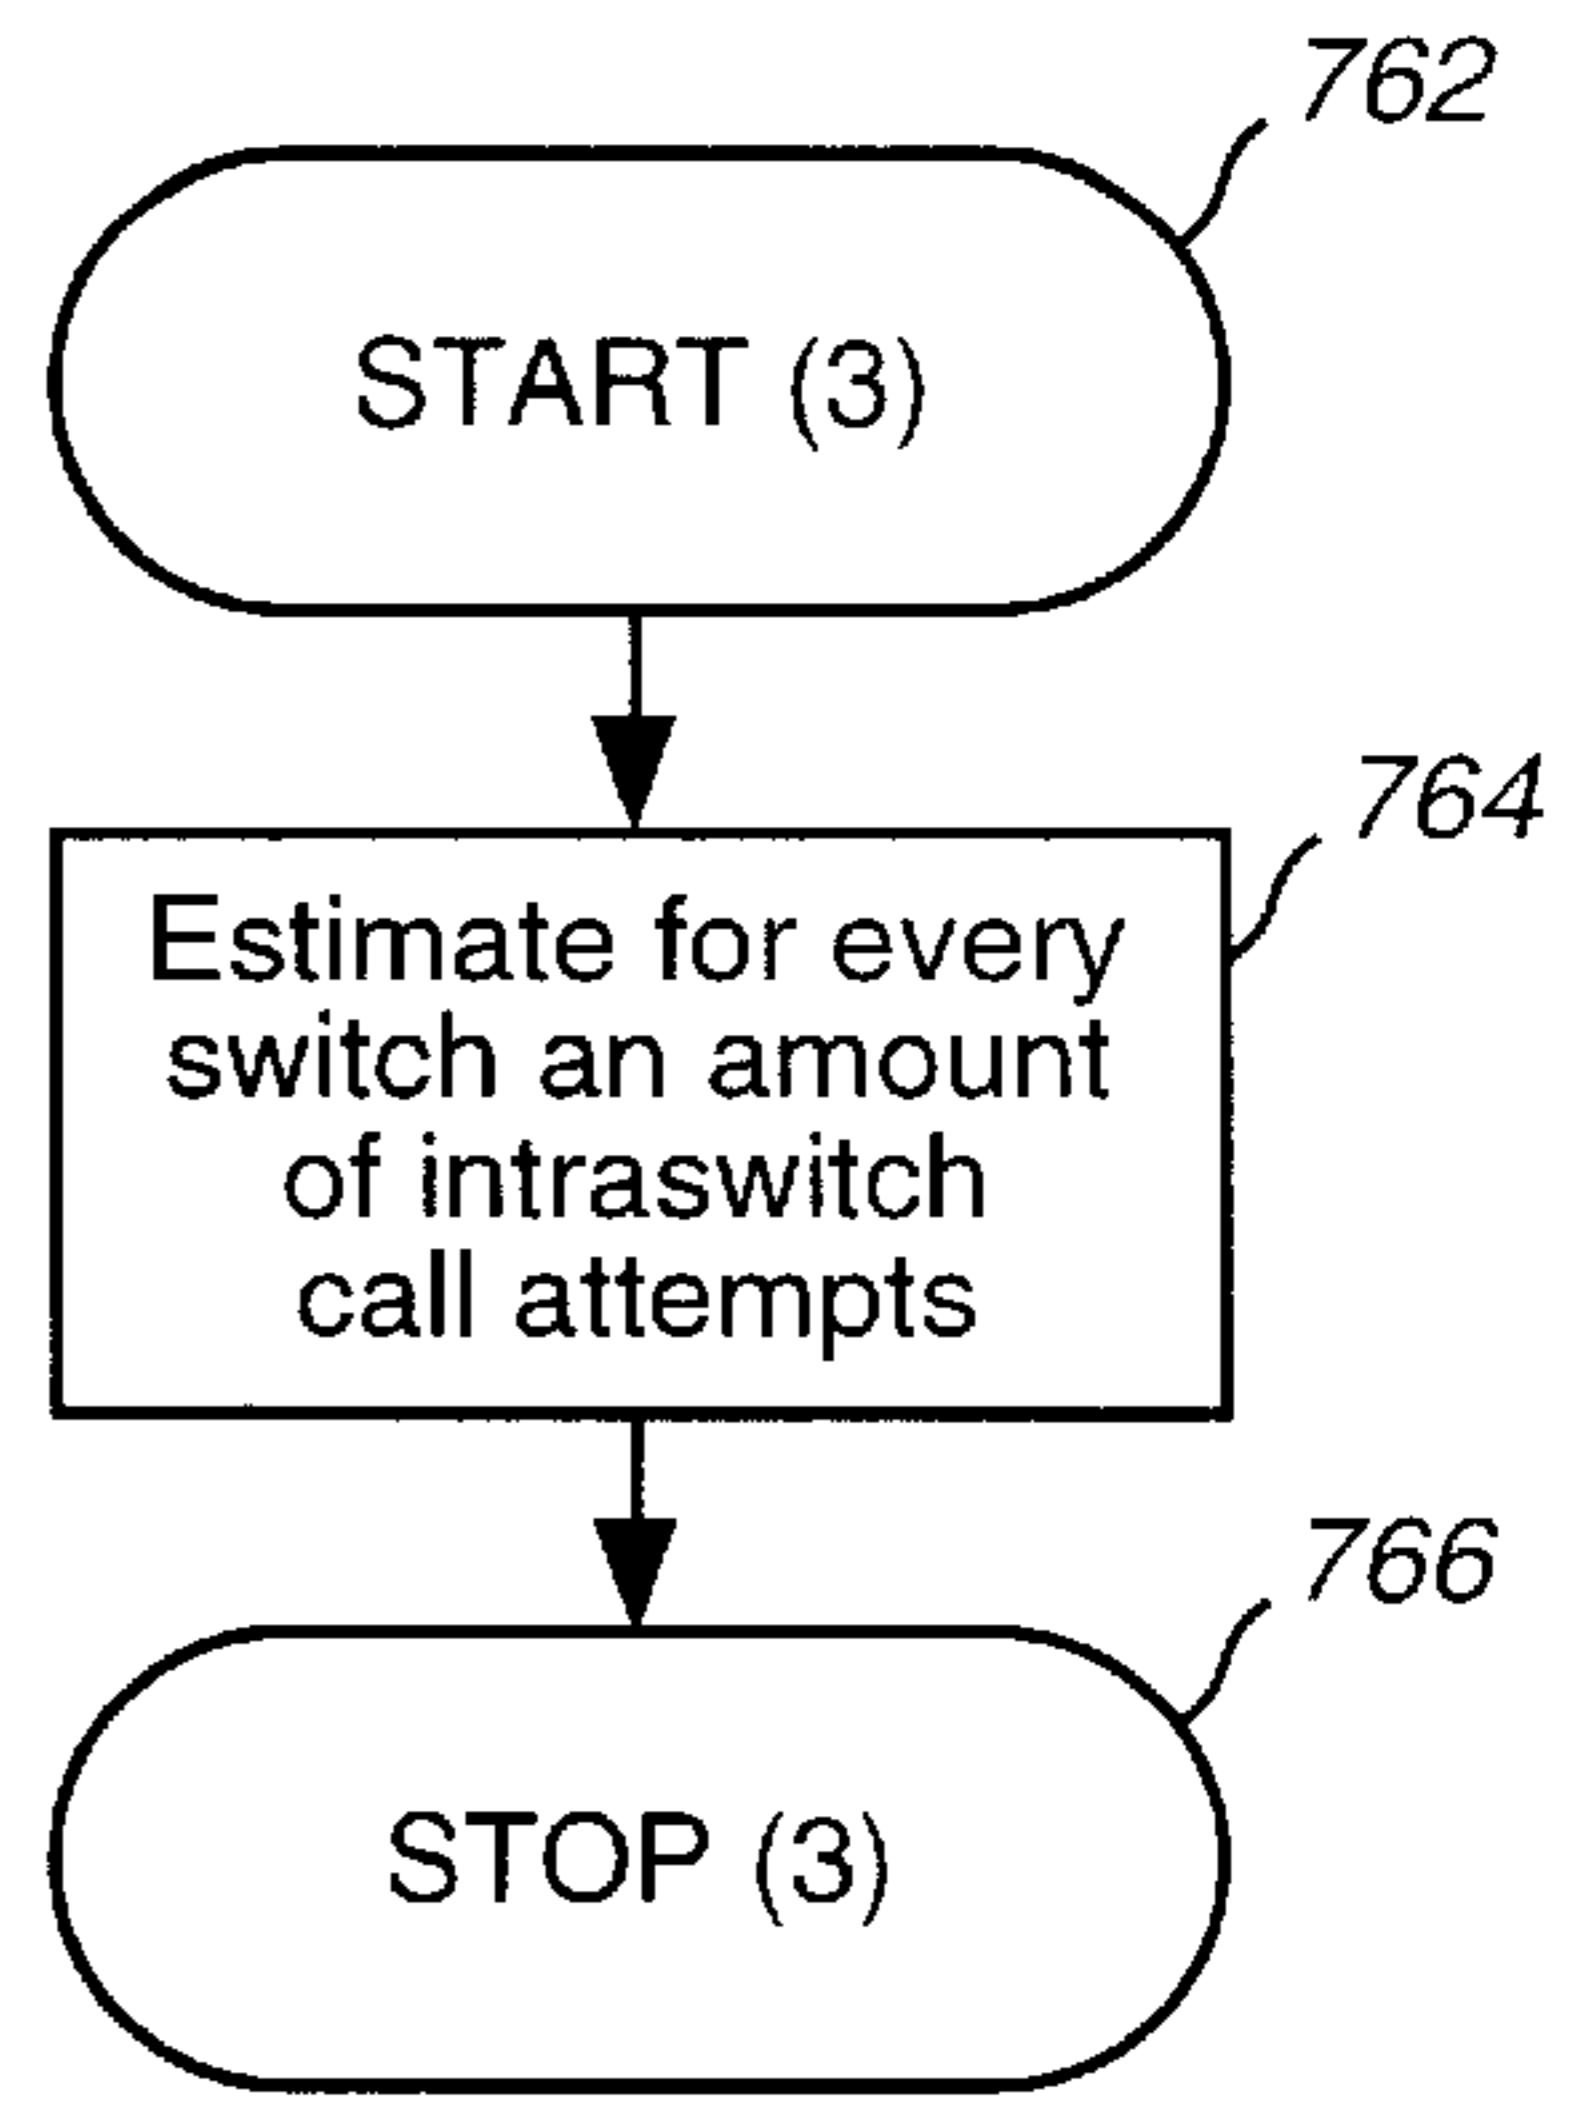 762
START (3)
764
Estimate for every
switch an amount
of intraswitch
call attempts
766
STOP (3)